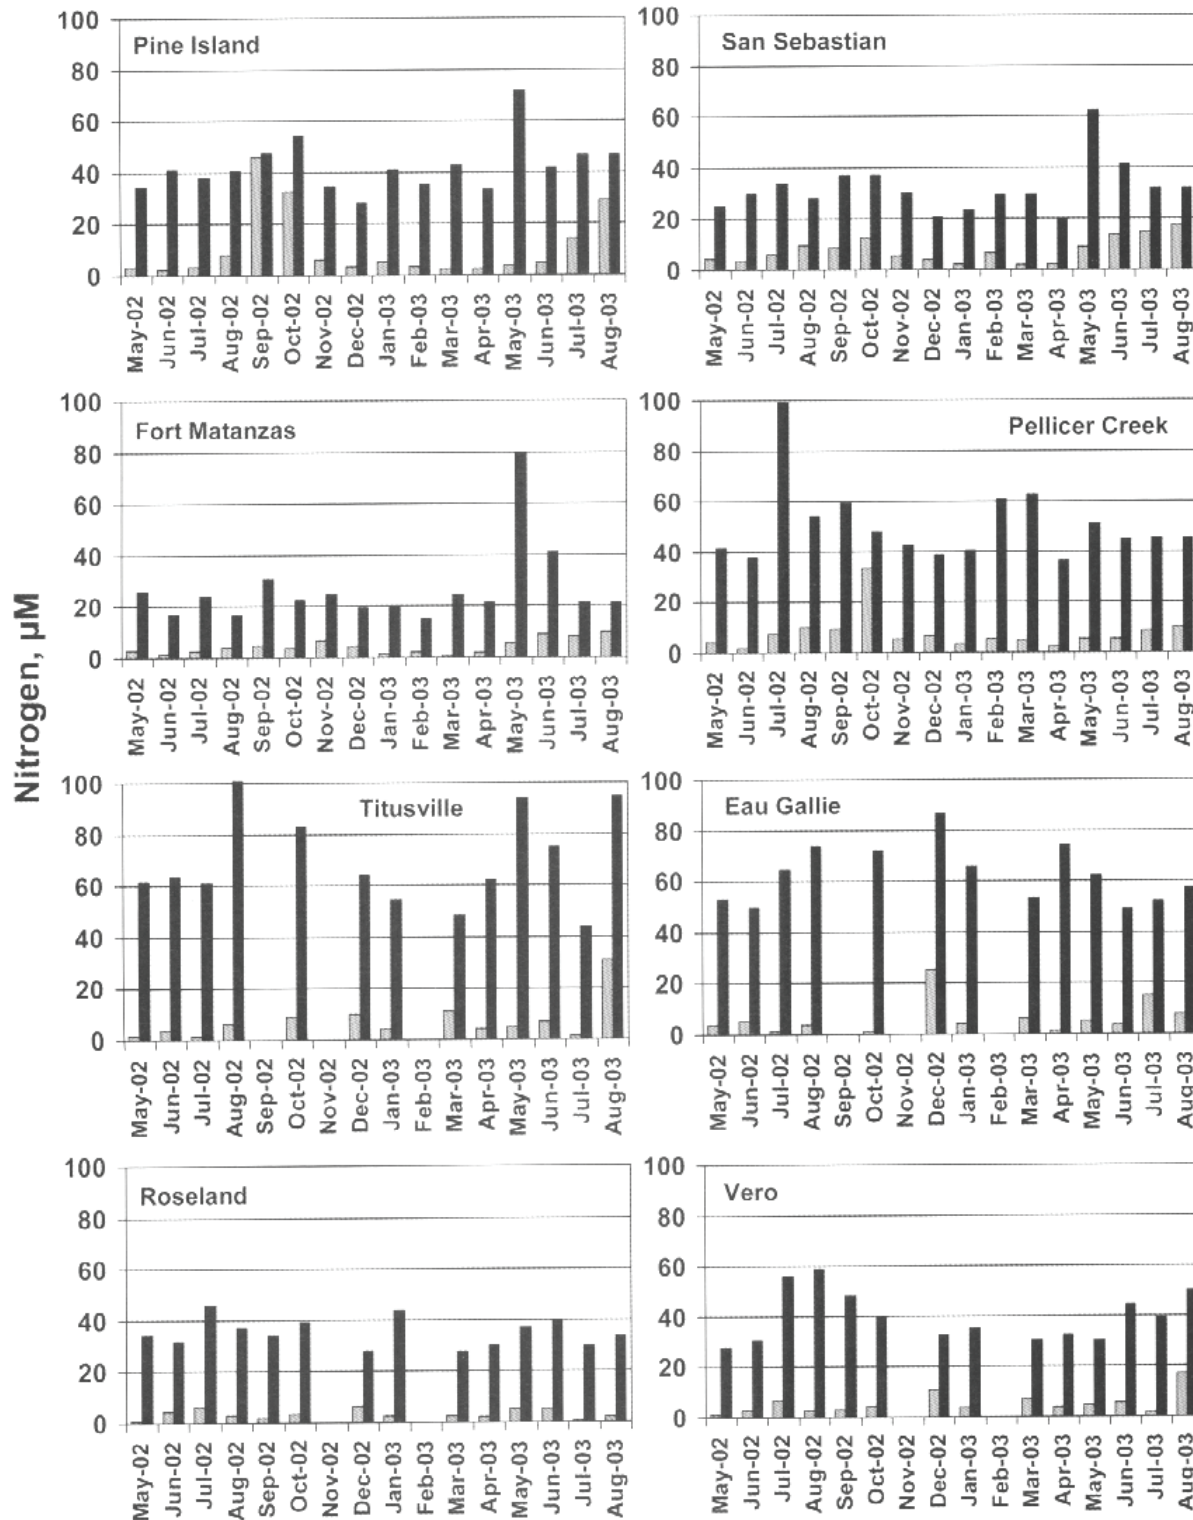 Nitrogen, µM
100
80
60
40
20
0
Pine Island
May-02
Jun-02
Jul-02
Aug-02
Sep-02
Oct-02
Nov-02
Dec-02
Jan-03
Feb-03
Mar-03
Apr-03
May-03
Jun-03
Jul-03
Aug-03
100
80
60
40
20
0
San Sebastian
May-02
Jun-02
Jul-02
Aug-02
Sep-02
Oct-02
Nov-02
Dec-02
Jan-03
Feb-03
Mar-03
Apr-03
May-03
Jun-03
Jul-03
Aug-03
100
80
60
40
20
0
Fort Matanzas
May-02
Jun-02
Jul-02
Aug-02
Sep-02
Oct-02
Nov-02
Dec-02
Jan-03
Feb-03
Mar-03
Apr-03
May-03
Jun-03
Jul-03
Aug-03
100
80
60
40
20
0
Pellicer Creek
May-02
Jun-02
Jul-02
Aug-02
Sep-02
Oct-02
Nov-02
Dec-02
Jan-03
Feb-03
Mar-03
Apr-03
May-03
Jun-03
Jul-03
Aug-03
100
80
60
40
20
0
Titusville
May-02
Jun-02
Jul-02
Aug-02
Sep-02
Oct-02
Nov-02
Dec-02
Jan-03
Feb-03
Mar-03
Apr-03
May-03
Jun-03
Jul-03
Aug-03
100
80
60
40
20
0
Eau Gallie
May-02
Jun-02
Jul-02
Aug-02
Sep-02
Oct-02
Nov-02
Dec-02
Jan-03
Feb-03
Mar-03
Apr-03
May-03
Jun-03
Jul-03
Aug-03
100
80
60
40
20
0
Roseland
May-02
Jun-02
Jul-02
Aug-02
Sep-02
Oct-02
Nov-02
Dec-02
Jan-03
Feb-03
Mar-03
Apr-03
May-03
Jun-03
Jul-03
Aug-03
100
80
60
40
20
0
Vero
May-02
Jun-02
Jul-02
Aug-02
Sep-02
Oct-02
Nov-02
Dec-02
Jan-03
Feb-03
Mar-03
Apr-03
May-03
Jun-03
Jul-03
Aug-03